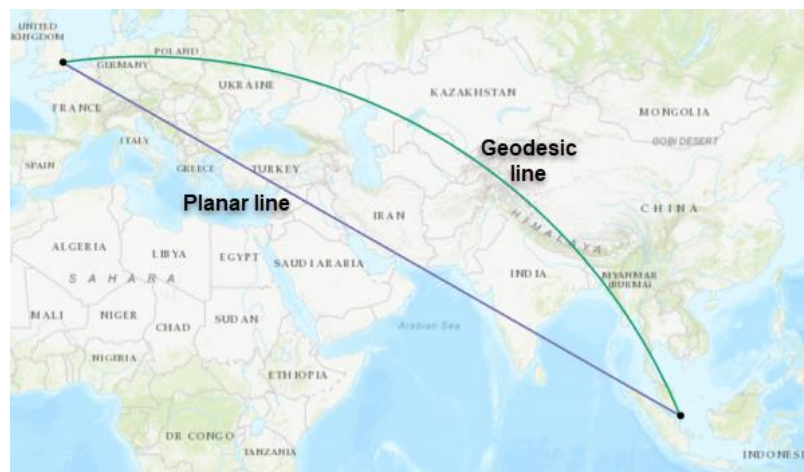 UNITED
KINGDOM
POLAND
GERMANY
UKRAINE
KAZAKHSTAN
FRANCE
MONGOLIA
ITALY
Geodesic
line
GOBI DESERT
SPAIN
GREECE
TURKEY
Planar line
IRAN
CHINA
HIMALAYA
ALGERIA
LIBYA
EGYPT
SAUDI ARABIA
INDIA
MYANMAR
(BURMA)
SAHARA
MALI
NIGER
CHAD
SUDAN
Arabian Sea
NIGERIA
ETHIOPIA
DR CONGO
TANZANIA
INDONES